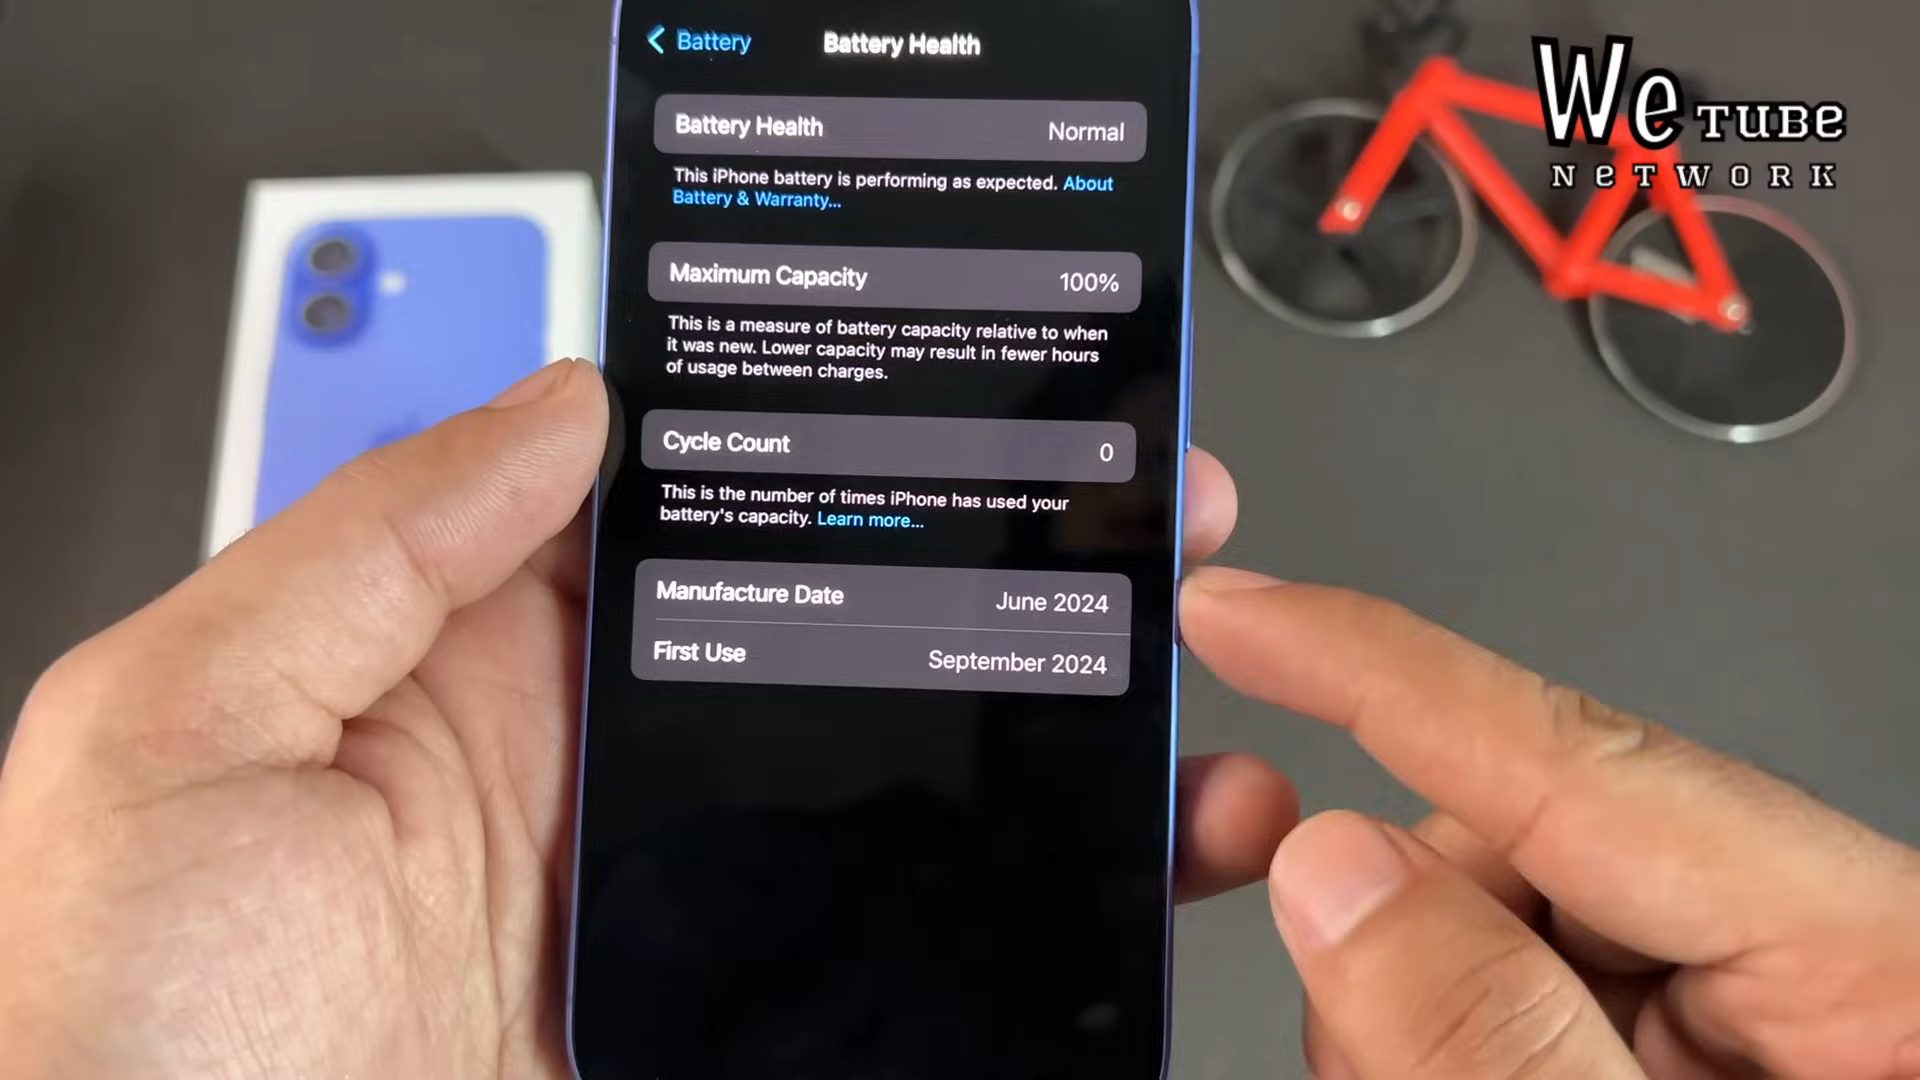 Battery
Battery Health
Battery Health
Normal
This iPhone battery is performing as expected. About
Battery & Warranty...
Maximum Capacity
100%
This is a measure of battery capacity relative to when
it was new. Lower capacity may result in fewer hours
of usage between charges.
Cycle Count
0
This is the number of times iPhone has used your
battery's capacity. Learn more...
Manufacture Date
June 2024
First Use
September 2024
We TUBE
NETWORK